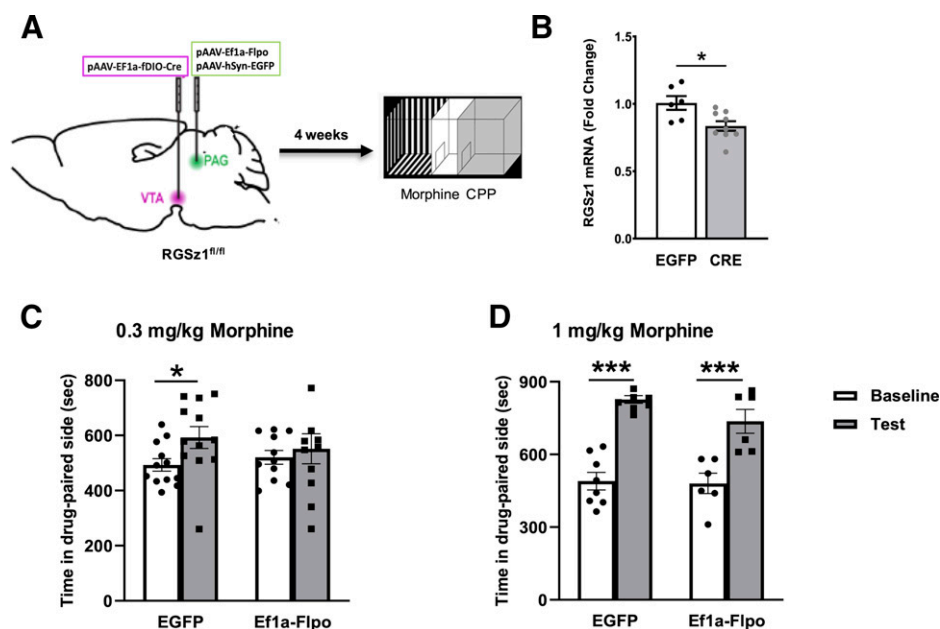 A
pAAV-EF1a-fDIO-Cre
pAAV-Ef1a-Flpo
pAAV-hSyn-EGFP
PAG
VTA
RGSz1fl/fl
4 weeks
Morphine CPP
B
RGSz1 mRNA (Fold Change)
1.5
1.0
0.5
0.0
*
EGFP CRE
C
0.3 mg/kg Morphine
Time in drug-paired side (sec)
800
600
400
200
0
*
EGFP Ef1a-Flpo
D
1 mg/kg Morphine
Time in drug-paired side (sec)
900
600
300
0
*** ***
EGFP Ef1a-Flpo
Baseline
Test